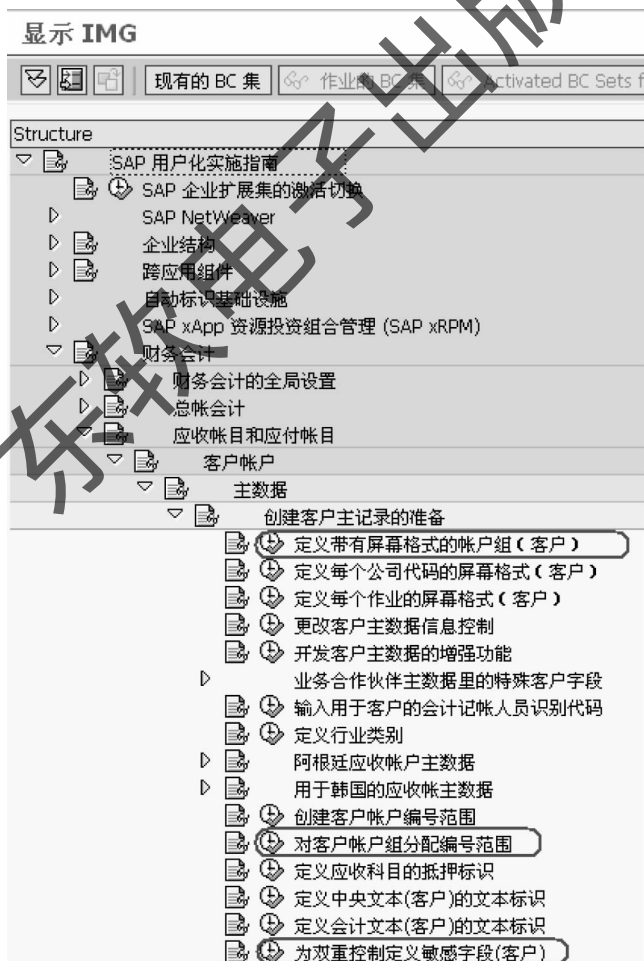 显示 IMG
现有的 BC 集 作业的 BC 集 Activated BC Sets f
Structure
SAP 用户化实施指南
SAP 企业扩展集的激活切换
SAP NetWeaver
企业结构
跨应用组件
自动标识基础设施
SAP xApp 资源投资组合管理 (SAP xRPM)
财务会计
财务会计的全局设置
总帐会计
应收帐目和应付帐目
客户帐户
主数据
创建客户主记录的准备
定义带有屏幕格式的帐户组(客户)
定义每个公司代码的屏幕格式(客户)
定义每个作业的屏幕格式(客户)
更改客户主数据信息控制
开发客户主数据的增强功能
业务合作伙伴主数据里的特殊客户字段
输入用于客户的会计记帐人员识别代码
定义行业类别
阿根廷应收帐户主数据
用于韩国的应收帐主数据
创建客户帐户编号范围
对客户帐户组分配编号范围
定义应收科目的抵押标识
定义中央文本(客户)的文本标识
定义会计文本(客户)的文本标识
为双重控制定义敏感字段(客户)
东软电子出版